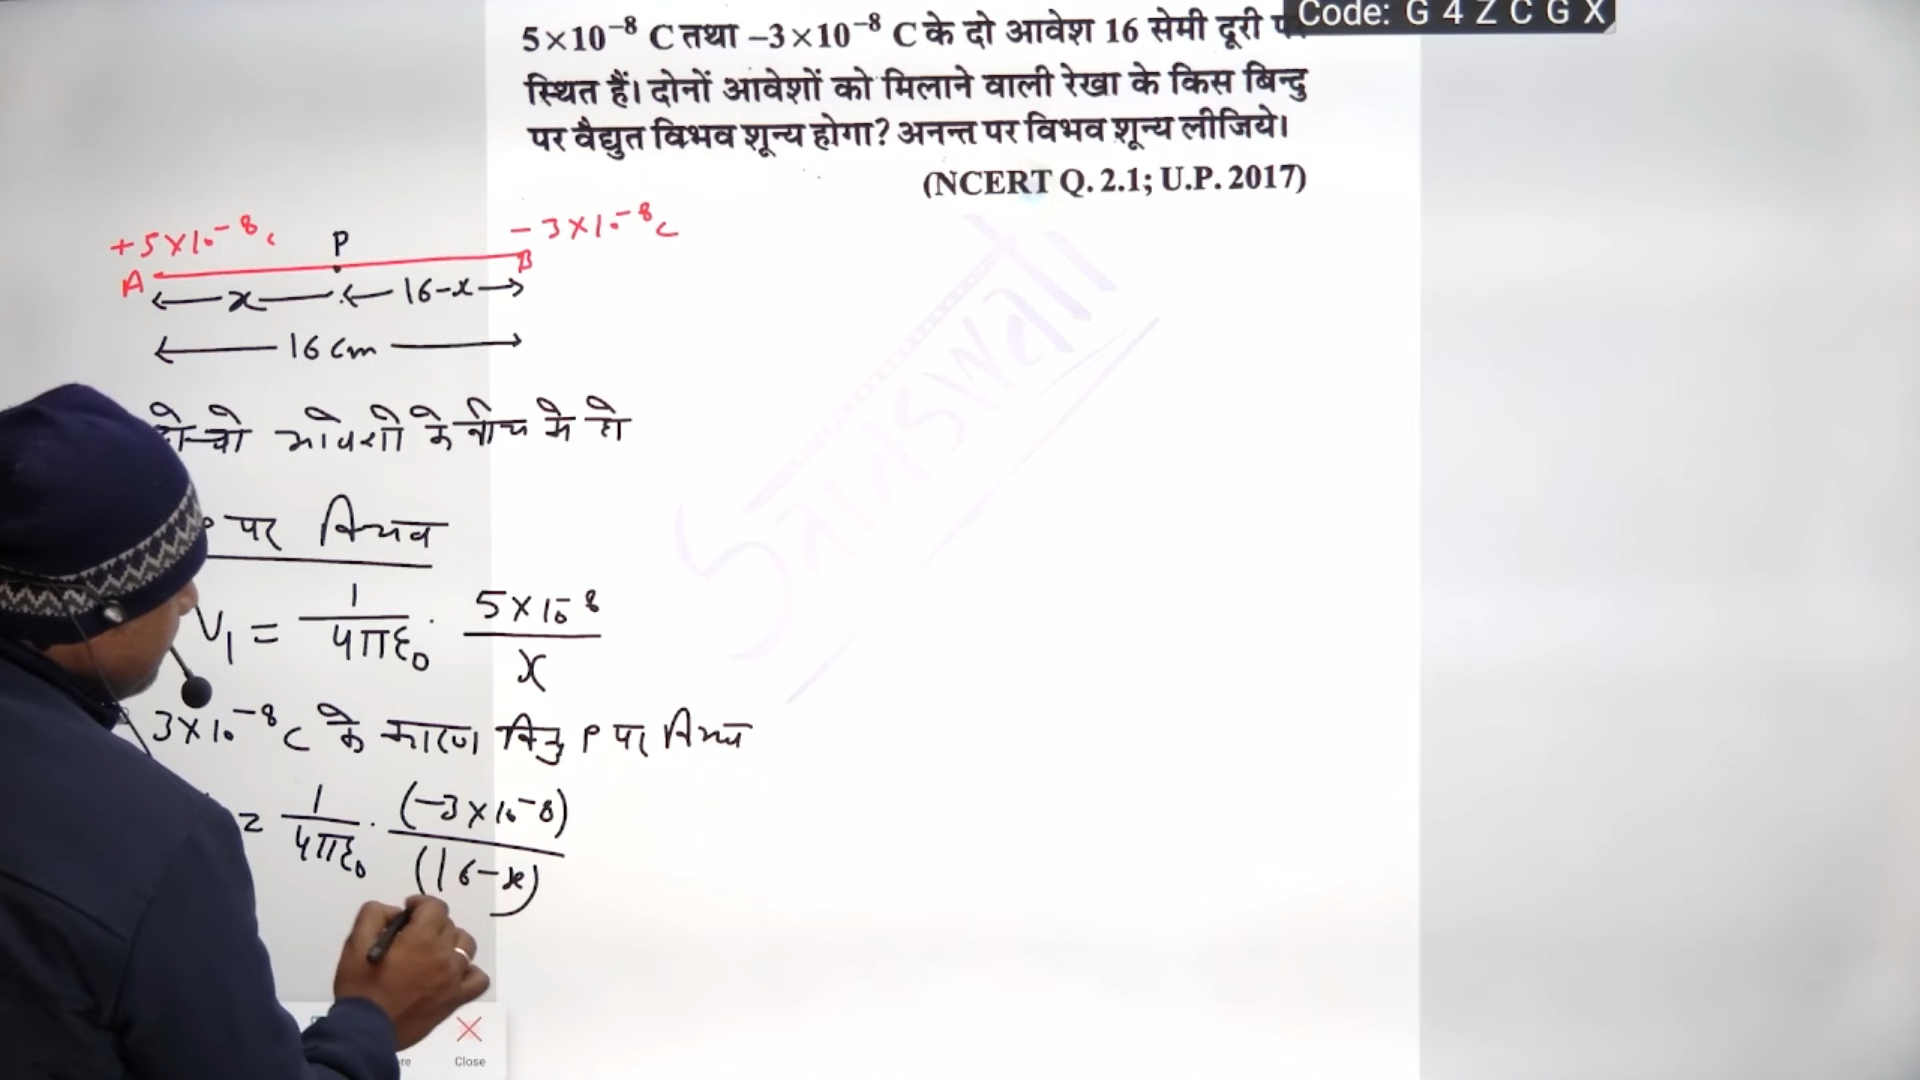 Code: G 4 Z C G X
5×10⁻⁸ C तथा –3×10⁻⁸ C के दो आवेश 16 सेमी दूरी
स्थित हैं। दोनों आवेशों को मिलाने वाली रेखा के किस बिन्दु
पर वैद्युत विभव शून्य होगा? अनन्त पर विभव शून्य लीजिये।
(NCERT Q. 2.1; U.P. 2017)
+5×10⁻⁸ C P –3×10⁻⁸ C
A B
x 16-x
16 cm
के बीच में हो
P पर विभव
V₁ = 1/4πε₀ . 5×10⁻⁸/x
3×10⁻⁸ C के कारण बिन्दु P पर विभव
= 1/4πε₀ . (–3×10⁻⁸)/(16-x)
Saraswati
Close